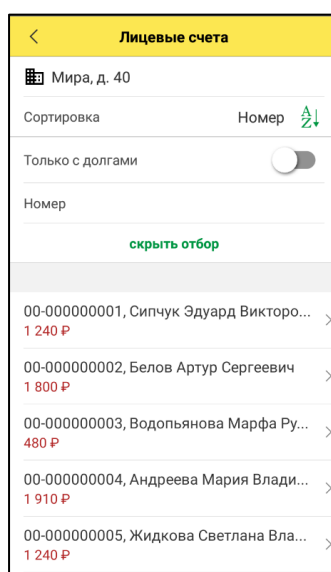 Лицевые счета
Мира, д. 40
Сортировка Номер A Z
Только с долгами
Номер
скрыть отбор
00-000000001, Сипчук Эдуард Викторо...
1 240 ₽
00-000000002, Белов Артур Сергеевич
1 800 ₽
00-000000003, Водопьянова Марфа Ру...
480 ₽
00-000000004, Андреева Мария Влади...
1 910 ₽
00-000000005, Жидкова Светлана Вла...
1 240 ₽